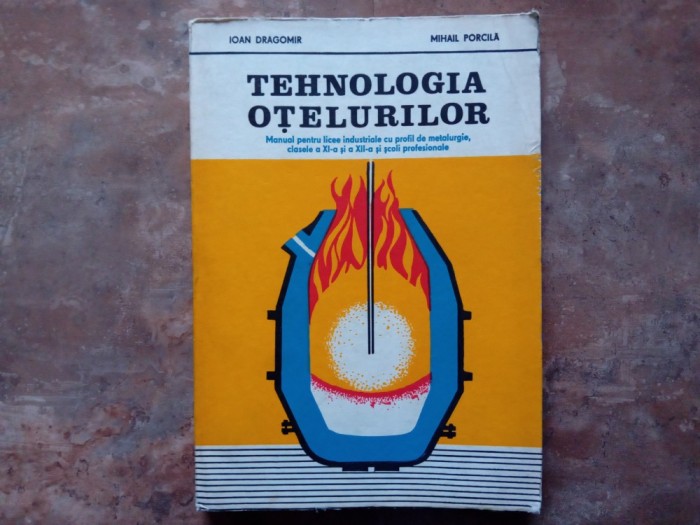 IOAN DRAGOMIR MIHAIL PORCILĂ
TEHNOLOGIA
OȚELURILOR
Manual pentru licee industriale cu profil de metalurgie,
clasele a XI-a și a XII-a și școli profesionale